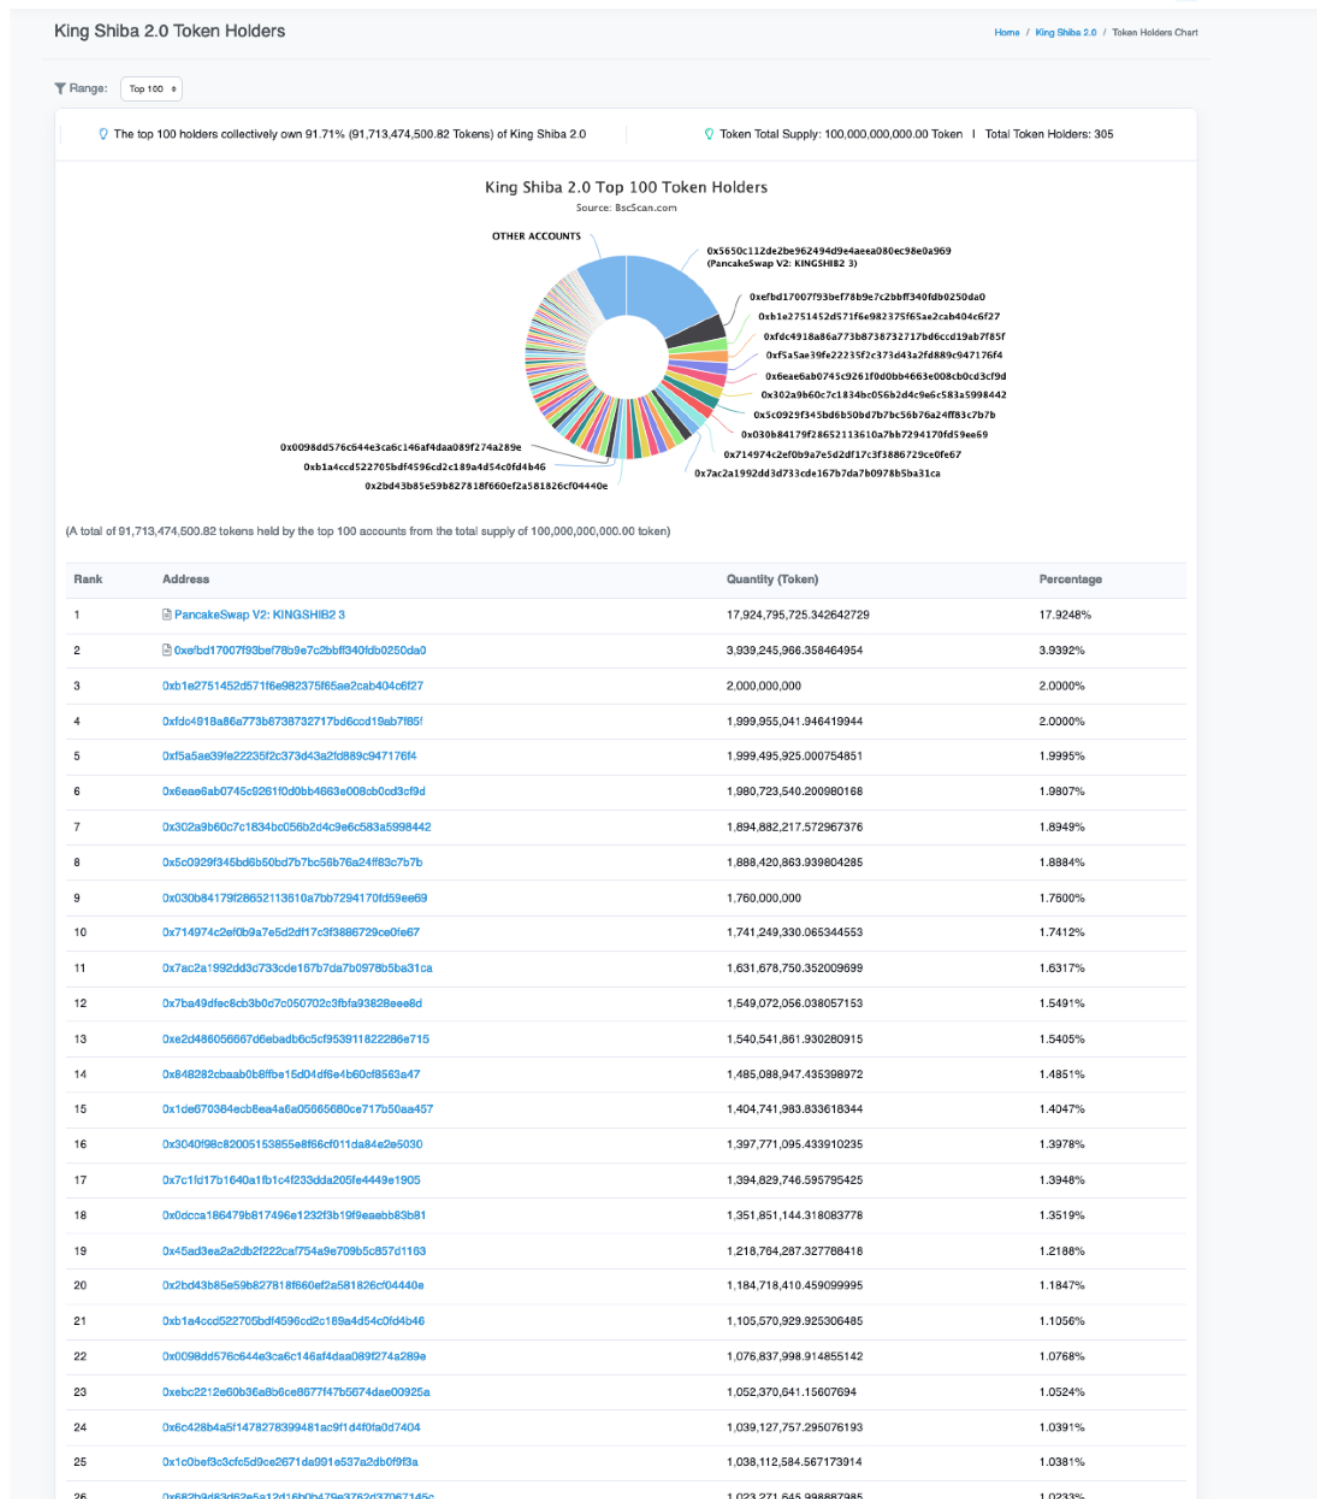 King Shiba 2.0 Token Holders
Home / King Shiba 2.0 / Token Holders Chart
Range: Top 100
The top 100 holders collectively own 91.71% (91,713,474,500.82 Tokens) of King Shiba 2.0
Token Total Supply: 100,000,000,000.00 Token | Total Token Holders: 305
King Shiba 2.0 Top 100 Token Holders
Source: BscScan.com
OTHER ACCOUNTS
0x5650c112de2be962494d9e4aeea080ec98e0a969
(PancakeSwap V2: KINGSHIB2 3)
0xefbd17007f93bef78b9e7c2bbff340fdb0250da0
0xb1e2751452d571f6e982375f65ae2cab404c6f27
0xfdc4918a86a773b8738732717bd6ccd19ab7f85f
0xf5a5ae39fe22235f2c373d43a2fd889c947176f4
0x6eae6ab0745c9261f0d0bb4663e008cb0cd3cf9d
0x302a9b60c7c1834bc056b2d4c9e6c583a5998442
0x5c0929f345bd6b50bd7b7bc56b76a24ff83c7b7b
0x030b84179f28652113610a7bb7294170fd59ee69
0x714974c2ef0b9a7e5d2df17c3f3886729ce0fe67
0x7ac2a1992dd3d733cde167b7da7b0978b5ba31ca
0x0098dd576c644e3ca6c146af4daa089f274a289e
0xb1a4ccd522705bdf4596cd2c189a4d54c0fd4b46
0x2bd43b85e59b827818f660ef2a581826cf04440e
(A total of 91,713,474,500.82 tokens held by the top 100 accounts from the total supply of 100,000,000,000.00 token)
Rank Address Quantity (Token) Percentage
1 PancakeSwap V2: KINGSHIB2 3 17,924,795,725.342642729 17.9248%
2 0xefbd17007f93bef78b9e7c2bbff340fdb0250da0 3,939,245,966.358464954 3.9392%
3 0xb1e2751452d571f6e982375f65ae2cab404c6f27 2,000,000,000 2.0000%
4 0xfdc4918a86a773b8738732717bd6ccd19ab7f85f 1,999,955,041.946419944 2.0000%
5 0xf5a5ae39fe22235f2c373d43a2fd889c947176f4 1,999,495,925.000754851 1.9995%
6 0x6eae6ab0745c9261f0d0bb4663e008cb0cd3cf9d 1,980,723,540.200980168 1.9807%
7 0x302a9b60c7c1834bc056b2d4c9e6c583a5998442 1,894,882,217.572967376 1.8949%
8 0x5c0929f345bd6b50bd7b7bc56b76a24ff83c7b7b 1,888,420,863.939804285 1.8884%
9 0x030b84179f28652113610a7bb7294170fd59ee69 1,760,000,000 1.7600%
10 0x714974c2ef0b9a7e5d2df17c3f3886729ce0fe67 1,741,249,330.065344553 1.7412%
11 0x7ac2a1992dd3d733cde167b7da7b0978b5ba31ca 1,631,678,750.352009699 1.6317%
12 0x7ba49dfec8cb3b0d7c050702c3fbfa93828eee8d 1,549,072,056.038057153 1.5491%
13 0xe2d486056667d6ebadb6c5cf953911822286e715 1,540,541,861.930280915 1.5405%
14 0x848282cbaab0b8ffbe15d04df6e4b60cf8563a47 1,485,088,947.435398972 1.4851%
15 0x1de670384ecb8ea4a6a05665680ce717b50aa457 1,404,741,983.833618344 1.4047%
16 0x3040f98c82005153855e8f66cf011da84e2e5030 1,397,771,095.433910235 1.3978%
17 0x7c1fd17b1640a1fb1c4f233dda205fe4449e1905 1,394,829,746.595795425 1.3948%
18 0x0dcca186479b817496e1232f3b19f9eaebb83b81 1,351,851,144.318083778 1.3519%
19 0x45ad3ea2a2db2f222caf754a9e709b5c857d1163 1,218,764,287.327788418 1.2188%
20 0x2bd43b85e59b827818f660ef2a581826cf04440e 1,184,718,410.459099995 1.1847%
21 0xb1a4ccd522705bdf4596cd2c189a4d54c0fd4b46 1,105,570,929.925306485 1.1056%
22 0x0098dd576c644e3ca6c146af4daa089f274a289e 1,076,837,998.914855142 1.0768%
23 0xebc2212e60b36a8b6ce8677f47b5674dae00925a 1,052,370,641.15607694 1.0524%
24 0x6c428b4a5f1478278399481ac9f1d4f0fa0d7404 1,039,127,757.295076193 1.0391%
25 0x1c0bef3c3cfc5d9ce2671da991e537a2db0f9f3a 1,038,112,584.567173914 1.0381%
26 0x682b9d83d62e5a12d16b0b479e3762d37067145c 1,023,271,645.998887985 1.0233%